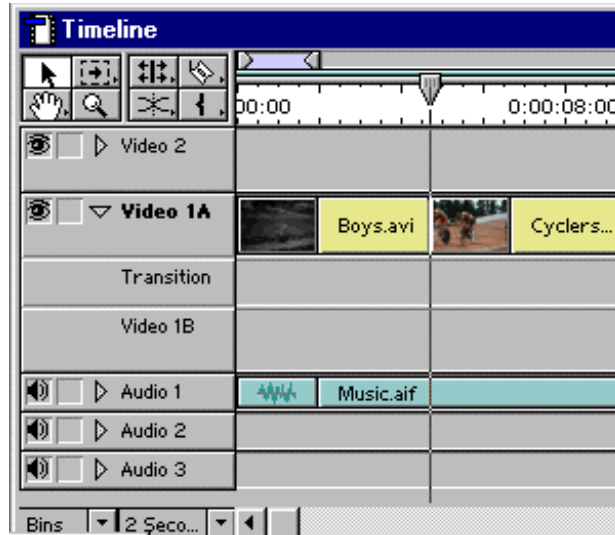 Timeline
00:00 0:00:08:00
Video 2
Video 1A
Boys.avi Cyclers...
Transition
Video 1B
Audio 1 Music.aif
Audio 2
Audio 3
Bins 2 Seco...